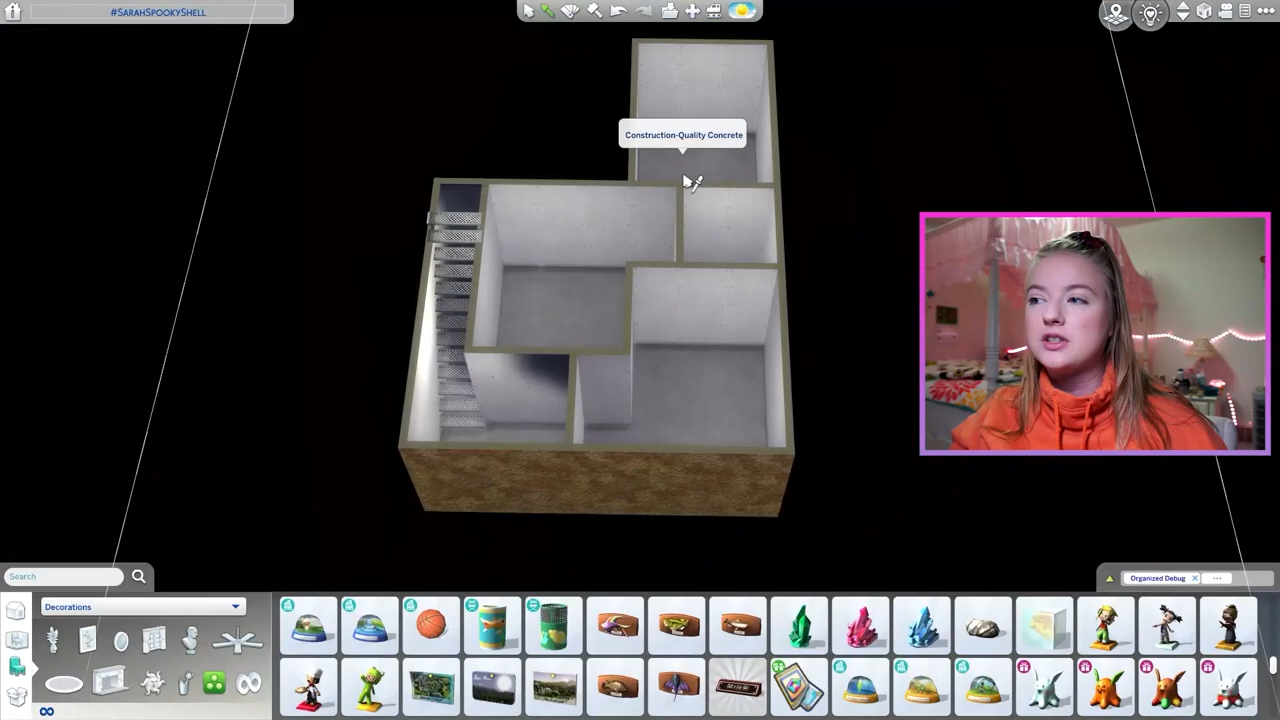 #SARAHSPOOKYSHELL
Construction-Quality Concrete
Search
Organized Debug
Decorations